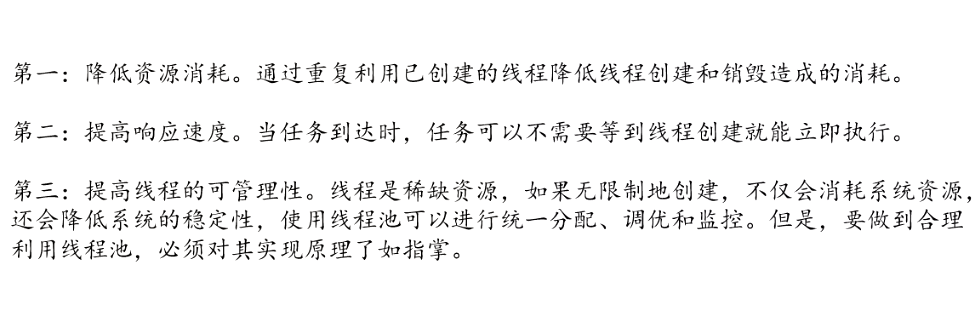 第一：降低资源消耗。通过重复利用已创建的线程降低线程创建和销毁造成的消耗。
第二：提高响应速度。当任务到达时，任务可以不需要等到线程创建就能立即执行。
第三：提高线程的可管理性。线程是稀缺资源，如果无限制地创建，不仅会消耗系统资源，
还会降低系统的稳定性，使用线程池可以进行统一分配、调优和监控。但是，要做到合理
利用线程池，必须对其实现原理了如指掌。